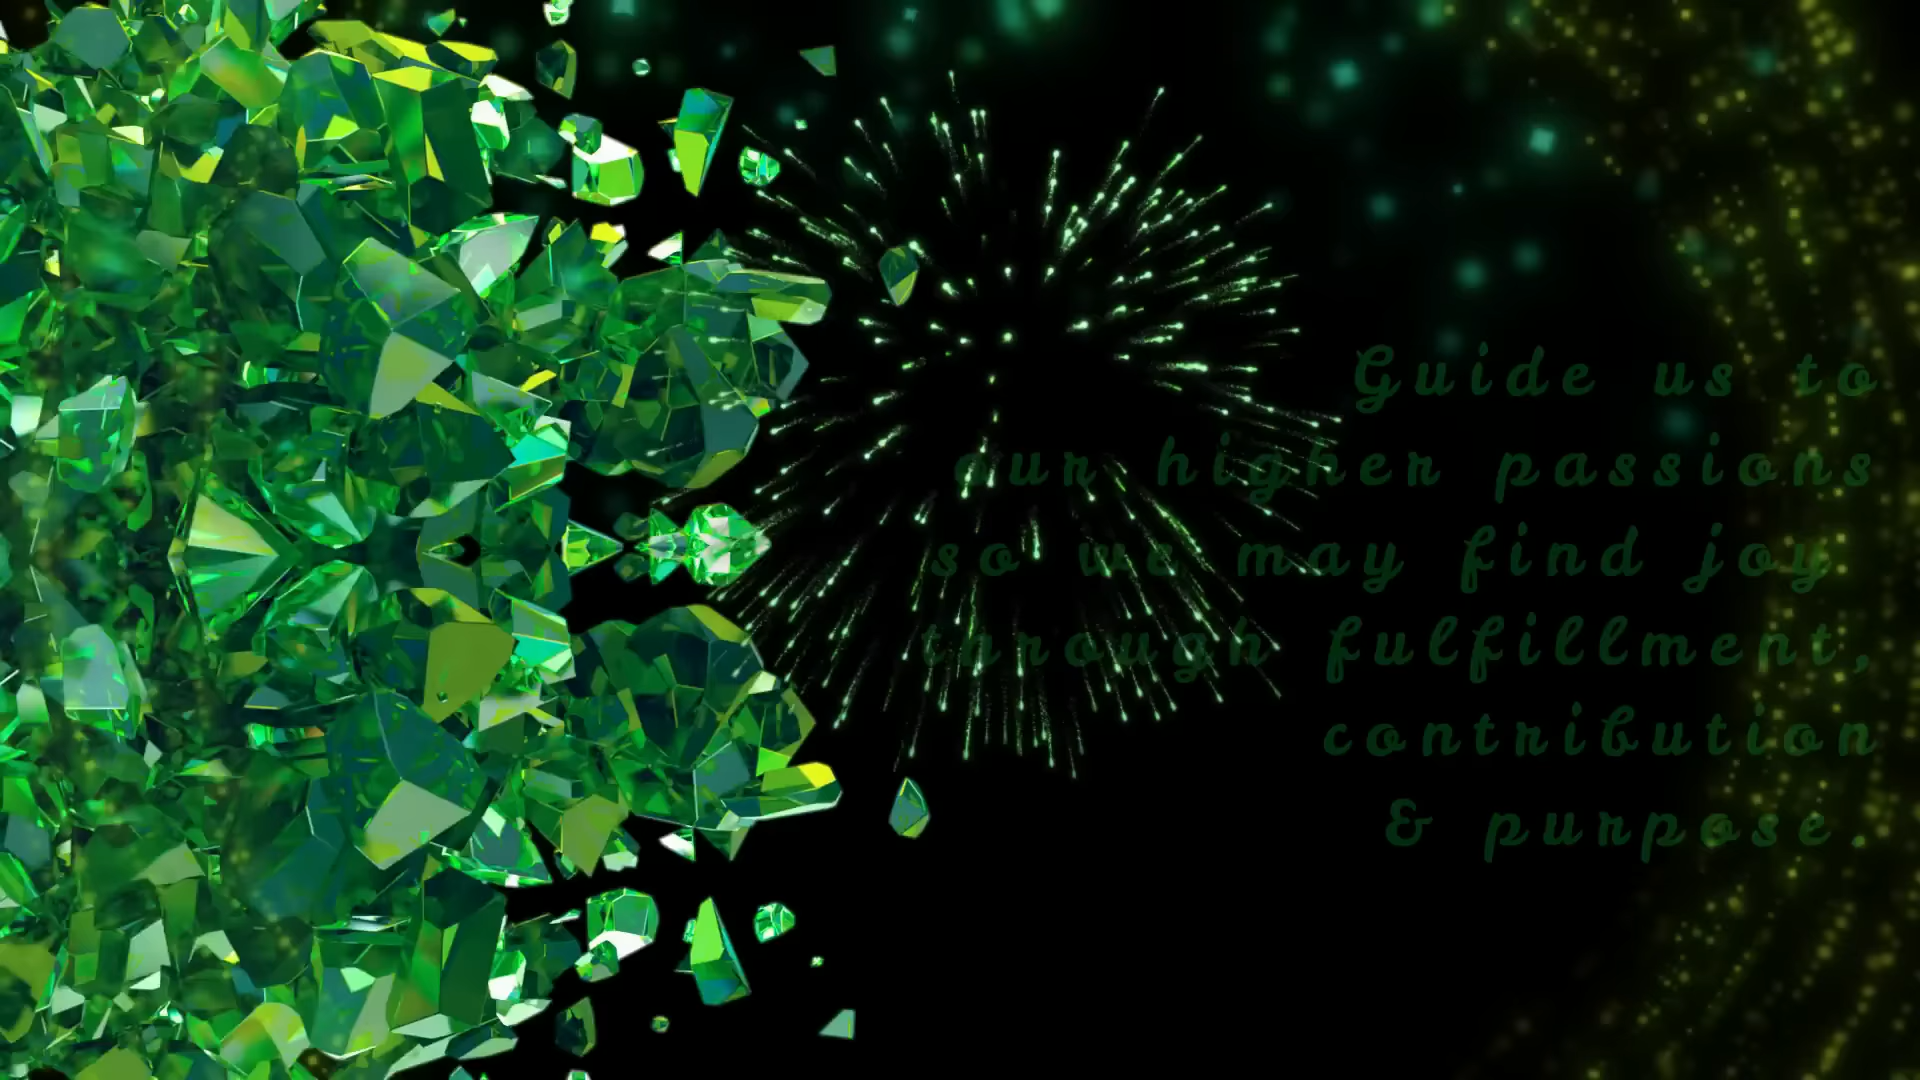 Guide us to
our higher passions
so we may find joy
through fulfillment,
contribution
& purpose.